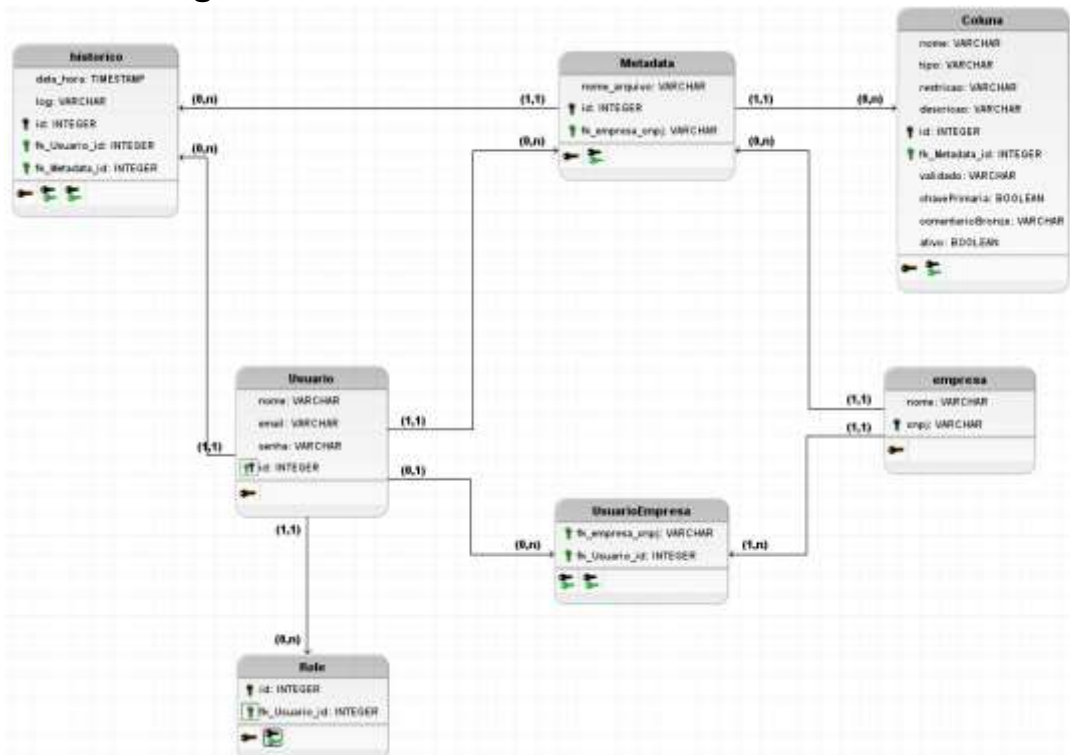 historico
data_hora: TIMESTAMP
log: VARCHAR
id: INTEGER
fk_Usuario_id: INTEGER
fk_Metadata_id: INTEGER
(0,n)
(0,n)
(1,1)
Metadata
nome_arquivo: VARCHAR
id: INTEGER
fk_empresa_cnpj: VARCHAR
(1,1)
(0,n)
(0,n)
(0,n)
Coluna
nome: VARCHAR
tipo: VARCHAR
restricao: VARCHAR
descricao: VARCHAR
id: INTEGER
fk_Metadata_id: INTEGER
validado: VARCHAR
chavePrimaria: BOOLEAN
comentarioBronze: VARCHAR
ativo: BOOLEAN
Usuario
nome: VARCHAR
email: VARCHAR
senha: VARCHAR
id: INTEGER
(1,1)
(1,1)
(0,1)
(1,1)
empresa
nome: VARCHAR
cnpj: VARCHAR
(1,1)
(1,1)
UsuarioEmpresa
fk_empresa_cnpj: VARCHAR
fk_Usuario_id: INTEGER
(0,n)
(1,n)
(0,n)
Role
id: INTEGER
fk_Usuario_id: INTEGER